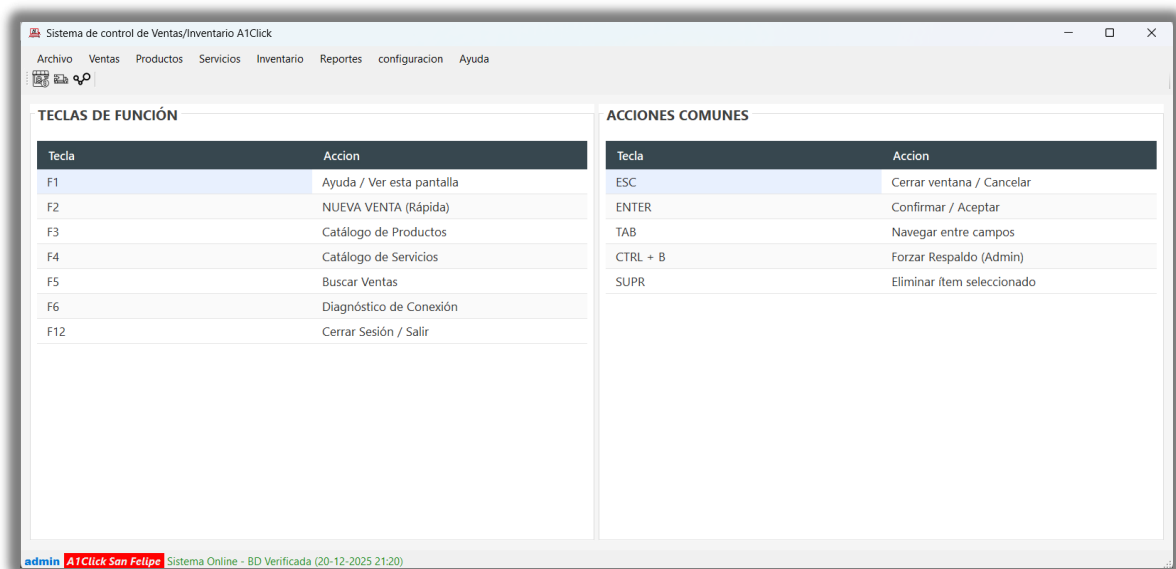 Sistema de control de Ventas/Inventario A1Click
Archivo Ventas Productos Servicios Inventario Reportes configuracion Ayuda
TECLAS DE FUNCIÓN
Tecla Accion
F1 Ayuda / Ver esta pantalla
F2 NUEVA VENTA (Rápida)
F3 Catálogo de Productos
F4 Catálogo de Servicios
F5 Buscar Ventas
F6 Diagnóstico de Conexión
F12 Cerrar Sesión / Salir
ACCIONES COMUNES
Tecla Accion
ESC Cerrar ventana / Cancelar
ENTER Confirmar / Aceptar
TAB Navegar entre campos
CTRL + B Forzar Respaldo (Admin)
SUPR Eliminar ítem seleccionado
admin A1Click San Felipe Sistema Online - BD Verificada (20-12-2025 21:20)